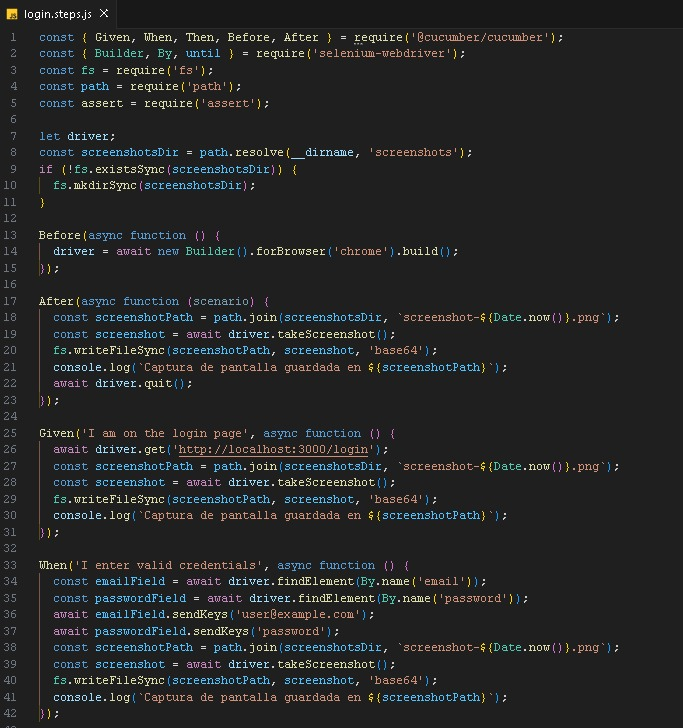 login.steps.js
1 const { Given, When, Then, Before, After } = require('@cucumber/cucumber');
2 const { Builder, By, until } = require('selenium-webdriver');
3 const fs = require('fs');
4 const path = require('path');
5 const assert = require('assert');
6
7 let driver;
8 const screenshotsDir = path.resolve(__dirname, 'screenshots');
9 if (!fs.existsSync(screenshotsDir)) {
10   fs.mkdirSync(screenshotsDir);
11 }
12
13 Before(async function () {
14   driver = await new Builder().forBrowser('chrome').build();
15 });
16
17 After(async function (scenario) {
18   const screenshotPath = path.join(screenshotsDir, `screenshot-${Date.now()}.png`);
19   const screenshot = await driver.takeScreenshot();
20   fs.writeFileSync(screenshotPath, screenshot, 'base64');
21   console.log(`Captura de pantalla guardada en ${screenshotPath}`);
22   await driver.quit();
23 });
24
25 Given('I am on the login page', async function () {
26   await driver.get('http://localhost:3000/login');
27   const screenshotPath = path.join(screenshotsDir, `screenshot-${Date.now()}.png`);
28   const screenshot = await driver.takeScreenshot();
29   fs.writeFileSync(screenshotPath, screenshot, 'base64');
30   console.log(`Captura de pantalla guardada en ${screenshotPath}`);
31 });
32
33 When('I enter valid credentials', async function () {
34   const emailField = await driver.findElement(By.name('email'));
35   const passwordField = await driver.findElement(By.name('password'));
36   await emailField.sendKeys('user@example.com');
37   await passwordField.sendKeys('password');
38   const screenshotPath = path.join(screenshotsDir, `screenshot-${Date.now()}.png`);
39   const screenshot = await driver.takeScreenshot();
40   fs.writeFileSync(screenshotPath, screenshot, 'base64');
41   console.log(`Captura de pantalla guardada en ${screenshotPath}`);
42 });